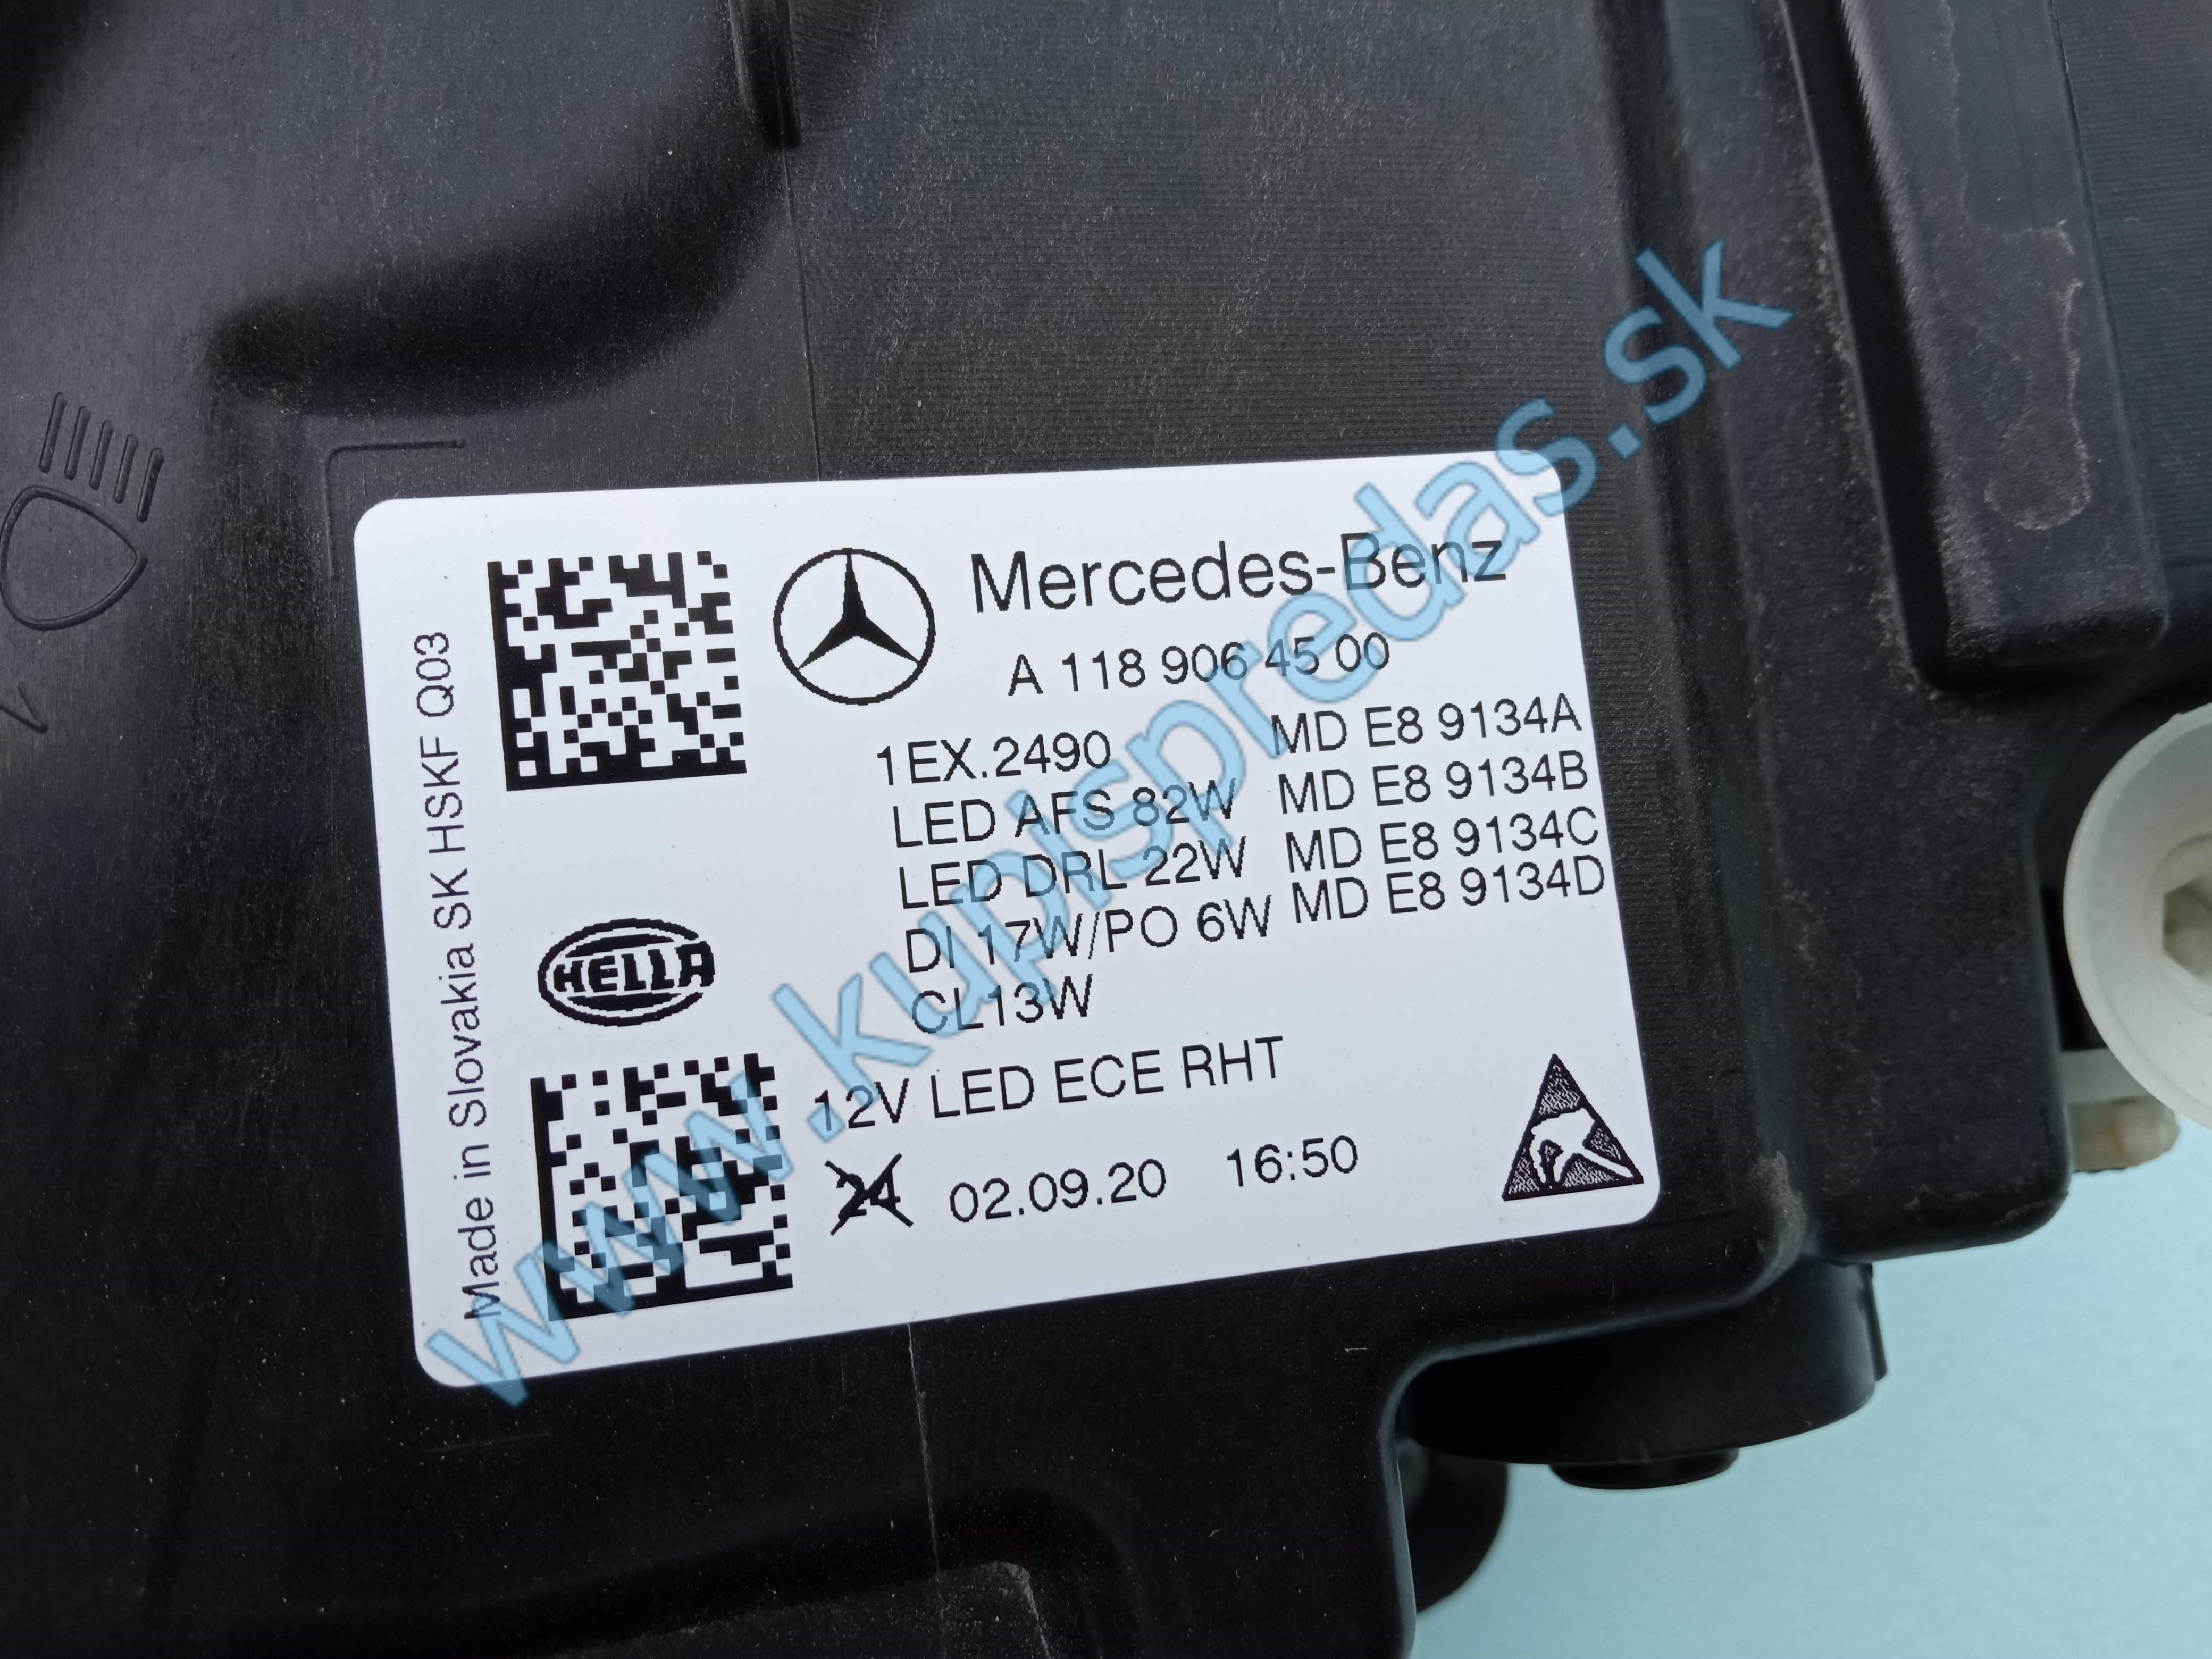 Mercedes-Benz
A 118 906 45 00
1EX.2490 MD E8 9134A
LED AFS 82W MD E8 9134B
LED DRL 22W MD E8 9134C
DI 17W/PO 6W MD E8 9134D
CL13W
HELLA
12V LED ECE RHT
24 02.09.20 16:50
Made in Slovakia SK HSKF Q03
www.kupispredas.sk